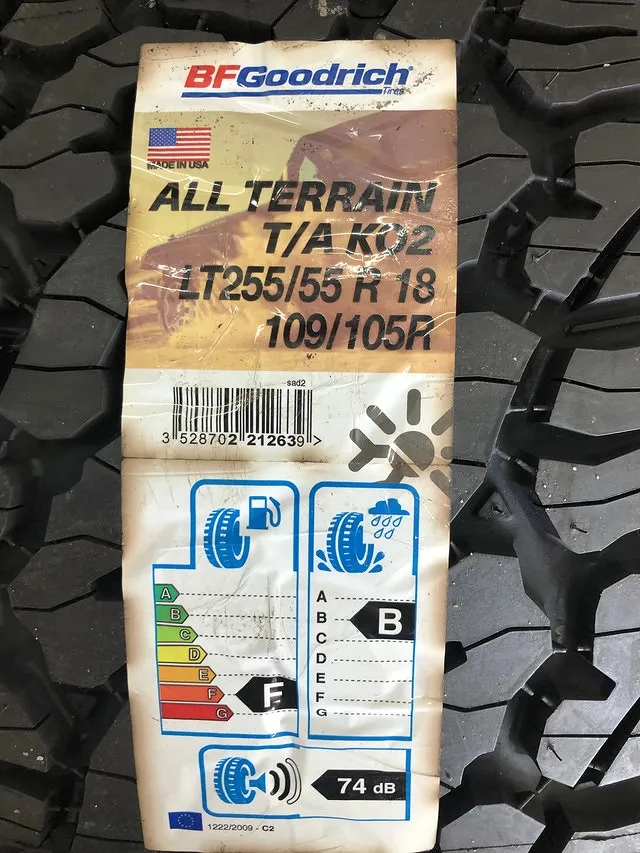 BFGoodrich
Tires
MADE IN USA
ALL TERRAIN
T/A KO2
LT255/55 R 18
109/105R
sad2
3 528702 212639 >
A
B
C
D
E
F
G
F
A
B
C
D
E
F
G
B
74 dB
1222/2009 - C2